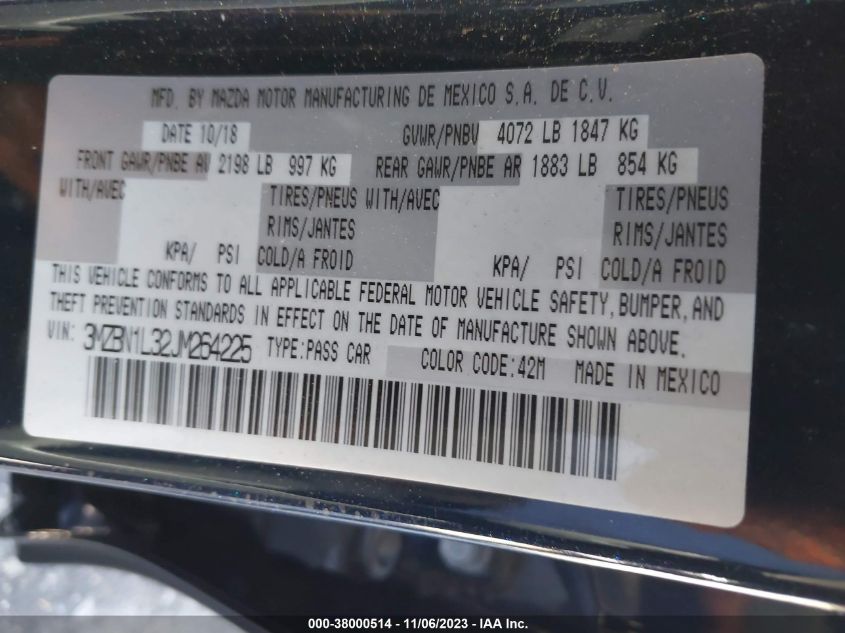 MFD. BY MAZDA MOTOR MANUFACTURING DE MEXICO S.A. DE C.V.
DATE 10/18 GVWR/PNBV 4072 LB 1847 KG
FRONT GAWR/PNBE AV 2198 LB 997 KG REAR GAWR/PNBE AR 1883 LB 854 KG
WITH/AVEC TIRES/PNEUS WITH/AVEC TIRES/PNEUS
RIMS/JANTES RIMS/JANTES
KPA/ PSI COLD/A FROID KPA/ PSI COLD/A FROID
THIS VEHICLE CONFORMS TO ALL APPLICABLE FEDERAL MOTOR VEHICLE SAFETY, BUMPER, AND
THEFT PREVENTION STANDARDS IN EFFECT ON THE DATE OF MANUFACTURE SHOWN ABOVE.
VIN: 3MZBN1L32JM264225 TYPE:PASS CAR COLOR CODE:42M MADE IN MEXICO
000-38000514 - 11/06/2023 - IAA Inc.